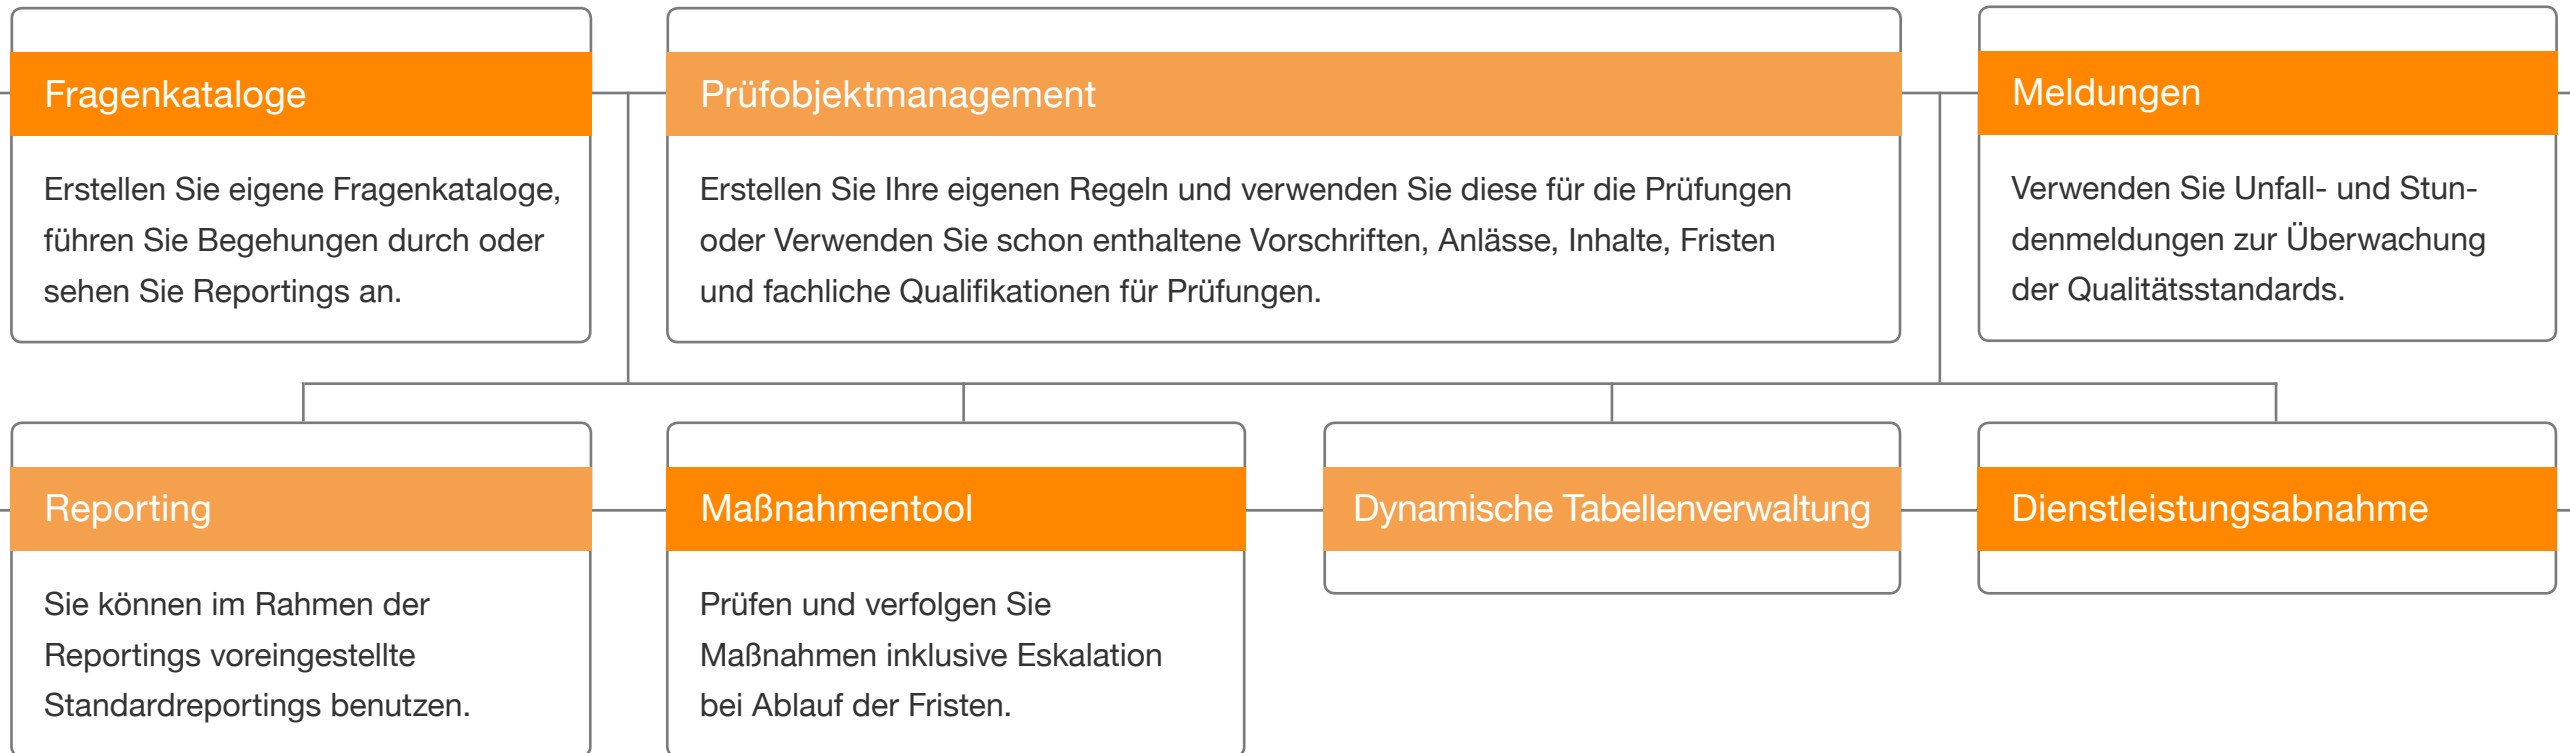 Fragenkataloge
Erstellen Sie eigene Fragenkataloge,
führen Sie Begehungen durch oder
sehen Sie Reportings an.
Prüfobjektmanagement
Erstellen Sie Ihre eigenen Regeln und verwenden Sie diese für die Prüfungen
oder Verwenden Sie schon enthaltene Vorschriften, Anlässe, Inhalte, Fristen
und fachliche Qualifikationen für Prüfungen.
Meldungen
Verwenden Sie Unfall- und Stun-
denmeldungen zur Überwachung
der Qualitätsstandards.
Reporting
Sie können im Rahmen der
Reportings voreingestellte
Standardreportings benutzen.
Maßnahmentool
Prüfen und verfolgen Sie
Maßnahmen inklusive Eskalation
bei Ablauf der Fristen.
Dynamische Tabellenverwaltung
Dienstleistungsabnahme